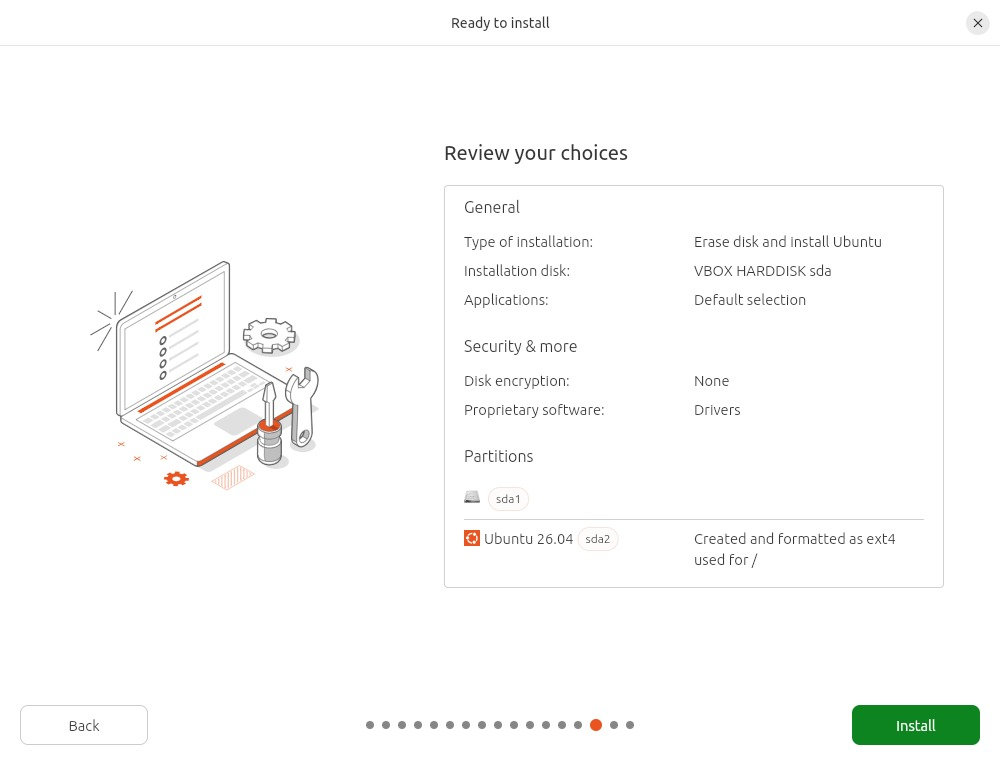 Ready to install
Review your choices
General
Type of installation: Erase disk and install Ubuntu
Installation disk: VBOX HARDDISK sda
Applications: Default selection
Security & more
Disk encryption: None
Proprietary software: Drivers
Partitions
sda1
Ubuntu 26.04 sda2 Created and formatted as ext4
used for /
Back
Install